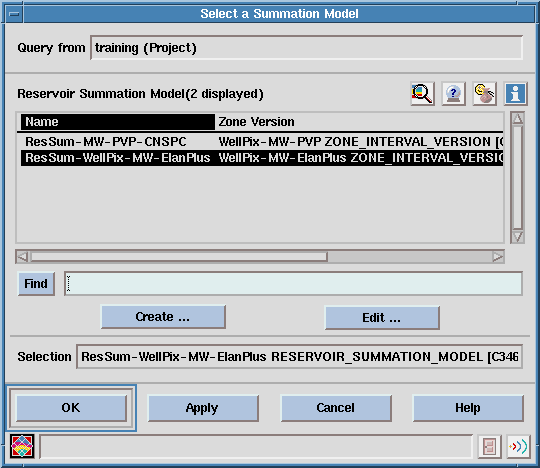 Select a Summation Model
Query from training (Project)
Reservoir Summation Model(2 displayed)
Name Zone Version
ResSum-MW-PVP-CNSPC WellPix-MW-PVP ZONE_INTERVAL_VERSION [C
ResSum-WellPix-MW-ElanPlus WellPix-MW-ElanPlus ZONE_INTERVAL_VERSIO
Find
Create ... Edit ...
Selection ResSum-WellPix-MW-ElanPlus RESERVOIR_SUMMATION_MODEL [C346
OK Apply Cancel Help